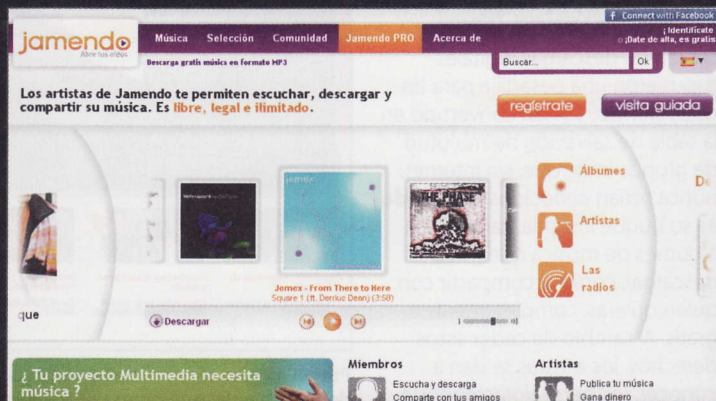 Connect with Facebook
jamendo
Abre tus oídos
Música Selección Comunidad Jamendo PRO Acerca de
¡ Identifícate
o ¡Date de alta, es gratis
Descarga gratis música en formato MP3
Buscar... Ok
Los artistas de Jamendo te permiten escuchar, descargar y
compartir su música. Es libre, legal e ilimitado.
regístrate visita guiada
jemex
THE PHASE
Álbumes
Artistas
Las
radios
Jemex - From There to Here
Square 1 (ft. Derrius Dean) (3:58)
que
Descargar
¿ Tu proyecto Multimedia necesita
música ?
Miembros
Escucha y descarga
Comparte con tus amigos
Artistas
Publica tu música
Gana dinero